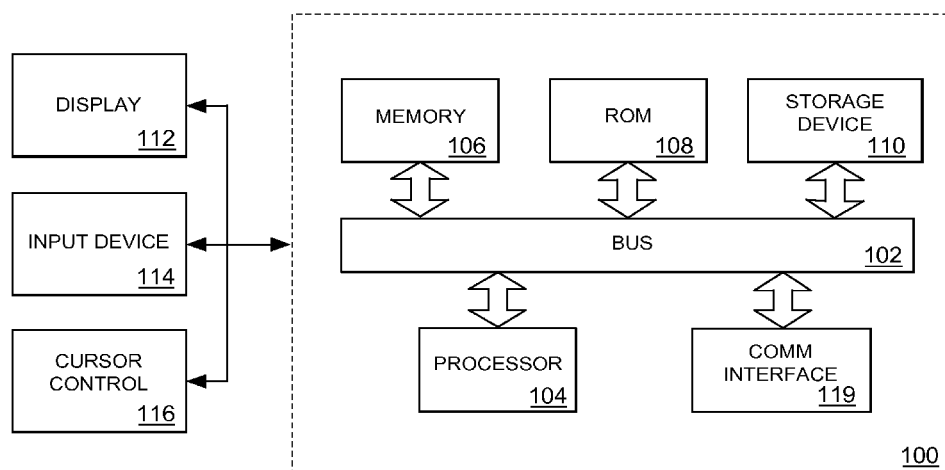 DISPLAY
112
INPUT DEVICE
114
CURSOR
CONTROL
116
MEMORY
106
ROM
108
STORAGE
DEVICE
110
BUS
102
PROCESSOR
104
COMM
INTERFACE
119
100